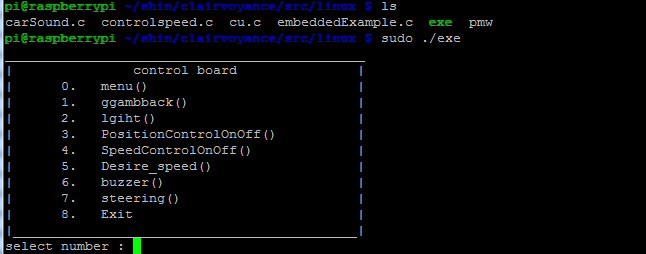 pi@raspberrypi ~/shin/clairvoyance/src/linux $ ls
carSound.c  controlspeed.c  cu.c  embeddedExample.c  exe  pmw
pi@raspberrypi ~/shin/clairvoyance/src/linux $ sudo ./exe
control board
0. menu()
1. ggambback()
2. lgiht()
3. PositionControlOnOff()
4. SpeedControlOnOff()
5. Desire_speed()
6. buzzer()
7. steering()
8. Exit
select number :